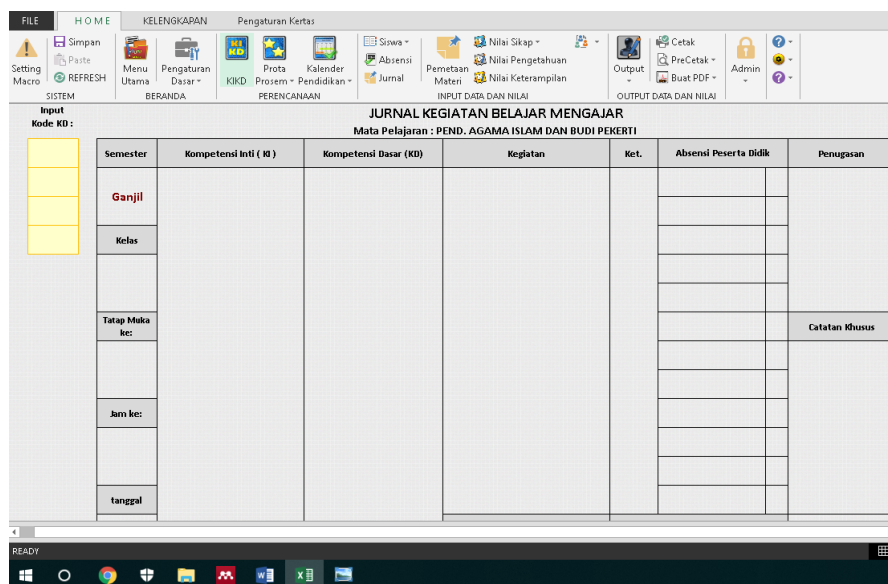 FILE HOME KELENGKAPAN Pengaturan Kertas
Setting Macro
Simpan
Paste
REFRESH
SISTEM
Menu Utama
Pengaturan Dasar
BERANDA
KI KD
KIKD
Prota Prosem
Kalender Pendidikan
PERENCANAAN
Siswa
Absensi
Jurnal
Pemetaan Materi
Nilai Sikap
Nilai Pengetahuan
Nilai Keterampilan
INPUT DATA DAN NILAI
Output
Cetak
PreCetak
Buat PDF
OUTPUT DATA DAN NILAI
Admin
Input
Kode KD :
JURNAL KEGIATAN BELAJAR MENGAJAR
Mata Pelajaran : PEND. AGAMA ISLAM DAN BUDI PEKERTI
Semester Kompetensi Inti ( KI ) Kompetensi Dasar (KD) Kegiatan Ket. Absensi Peserta Didik Penugasan
Ganjil
Kelas
Tatap Muka
ke:
Catatan Khusus
Jam ke:
tanggal
READY